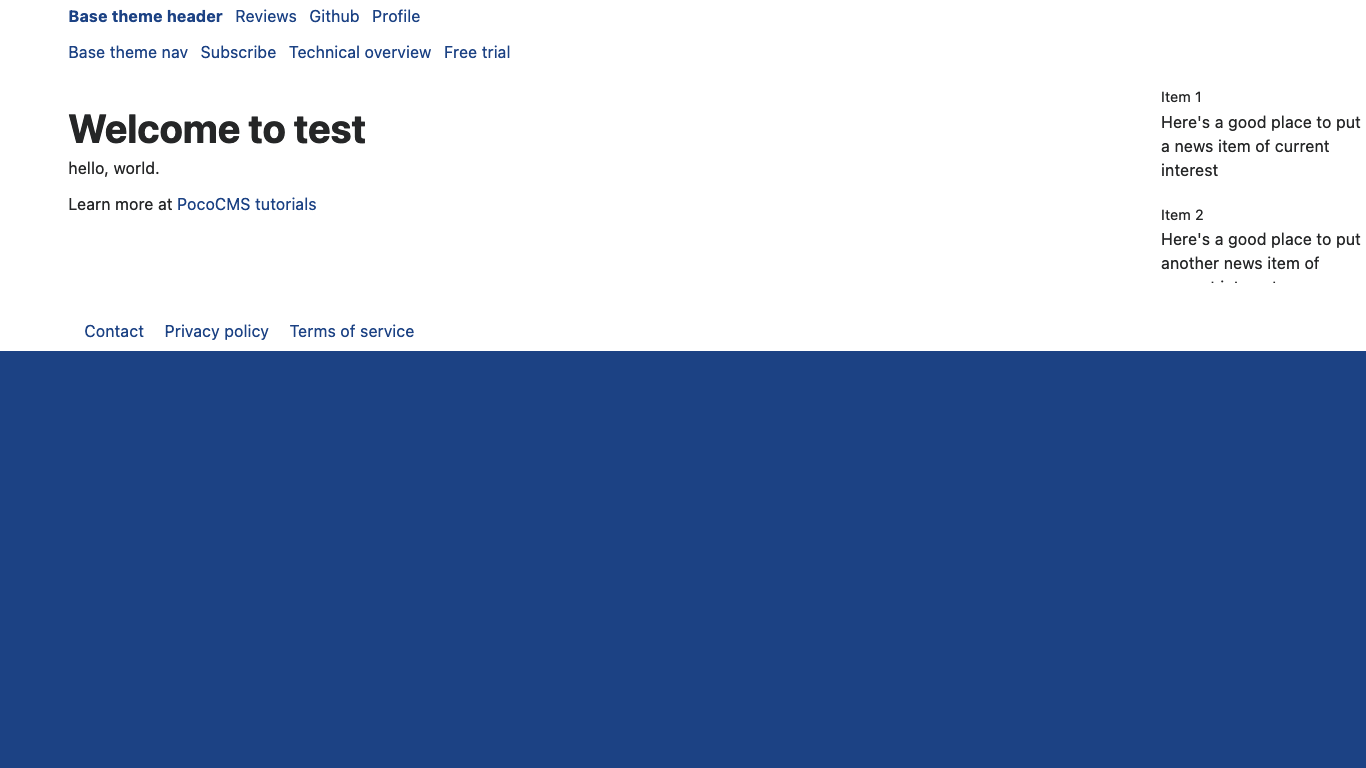 Base theme header Reviews Github Profile
Base theme nav Subscribe Technical overview Free trial
Welcome to test
hello, world.
Learn more at PocoCMS tutorials
Item 1
Here's a good place to put
a news item of current
interest
Item 2
Here's a good place to put
another news item of
Contact Privacy policy Terms of service